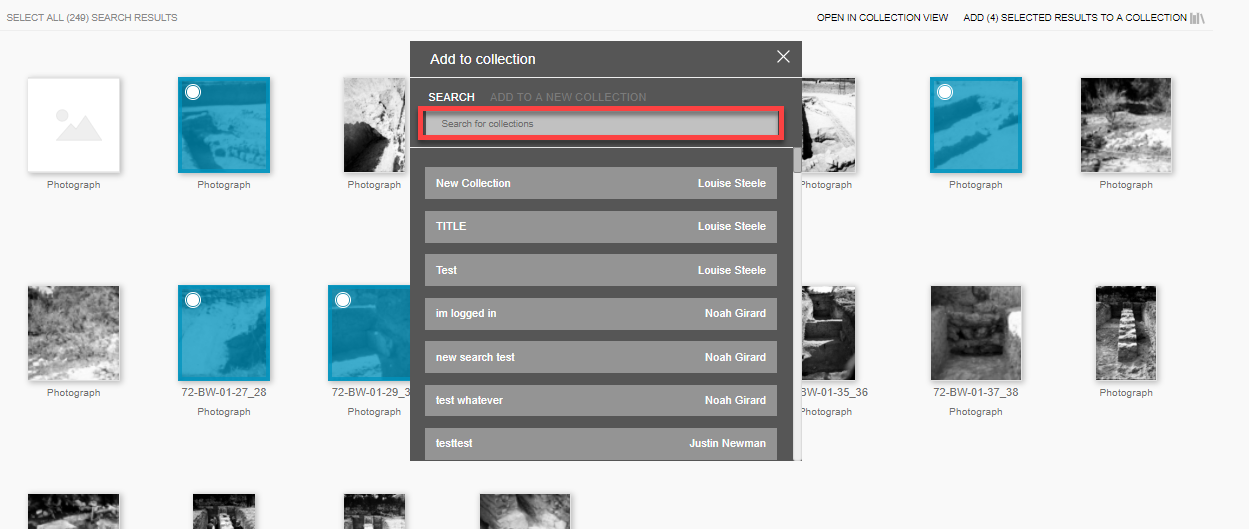 SELECT ALL (249) SEARCH RESULTS
OPEN IN COLLECTION VIEW
ADD (4) SELECTED RESULTS TO A COLLECTION
Add to collection
SEARCH
ADD TO A NEW COLLECTION
Search for collections
New Collection
Louise Steele
TITLE
Louise Steele
Test
Louise Steele
im logged in
Noah Girard
new search test
Noah Girard
test whatever
Noah Girard
testtest
Justin Newman
Photograph
Photograph
Photograph
Photograph
Photograph
Photograph
Photograph
72-BW-01-27_28
Photograph
72-BW-01-29_3
Photograph
BW-01-35_36
Photograph
72-BW-01-37_38
Photograph
Photograph